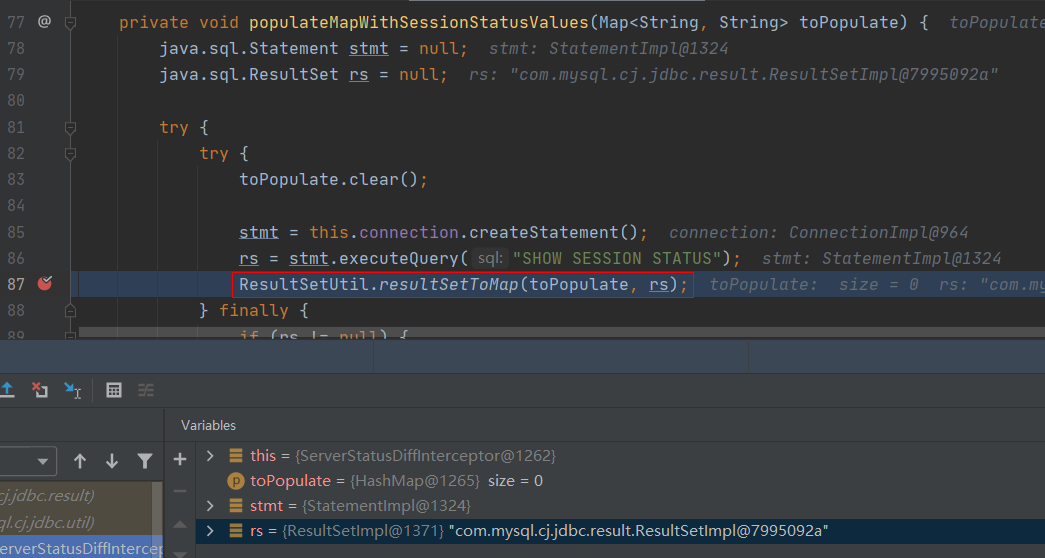 77 @ private void populateMapWithSessionStatusValues(Map<String, String> toPopulate) { toPopulate
78 java.sql.Statement stmt = null; stmt: StatementImpl@1324
79 java.sql.ResultSet rs = null; rs: "com.mysql.cj.jdbc.result.ResultSetImpl@7995092a"
80
81 try {
82 try {
83 toPopulate.clear();
84
85 stmt = this.connection.createStatement(); connection: ConnectionImpl@964
86 rs = stmt.executeQuery( sql: "SHOW SESSION STATUS"); stmt: StatementImpl@1324
87 ResultSetUtil.resultSetToMap(toPopulate, rs); toPopulate: size = 0 rs: "com.my
88 } finally {
89 if (rs != null) {
Variables
this = {ServerStatusDiffInterceptor@1262}
toPopulate = {HashMap@1265} size = 0
cj.jdbc.result)
stmt = {StatementImpl@1324}
ql.cj.jdbc.util)
rs = {ResultSetImpl@1371} "com.mysql.cj.jdbc.result.ResultSetImpl@7995092a"
erverStatusDiffIntercep